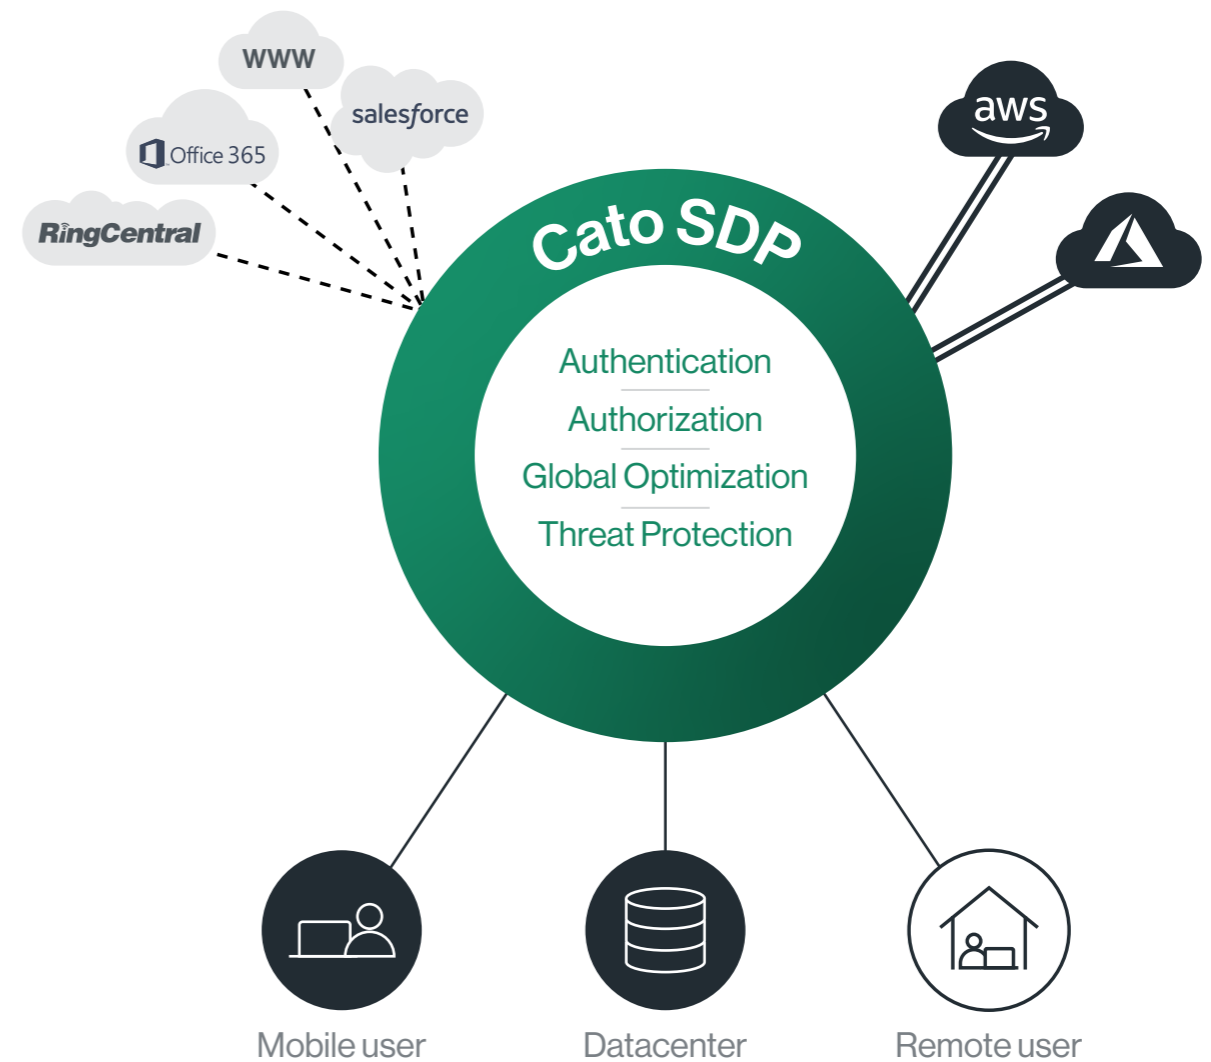 WWW
salesforce
Office 365
RingCentral
aws
Cato SDP
Authentication
Authorization
Global Optimization
Threat Protection
Mobile user
Datacenter
Remote user